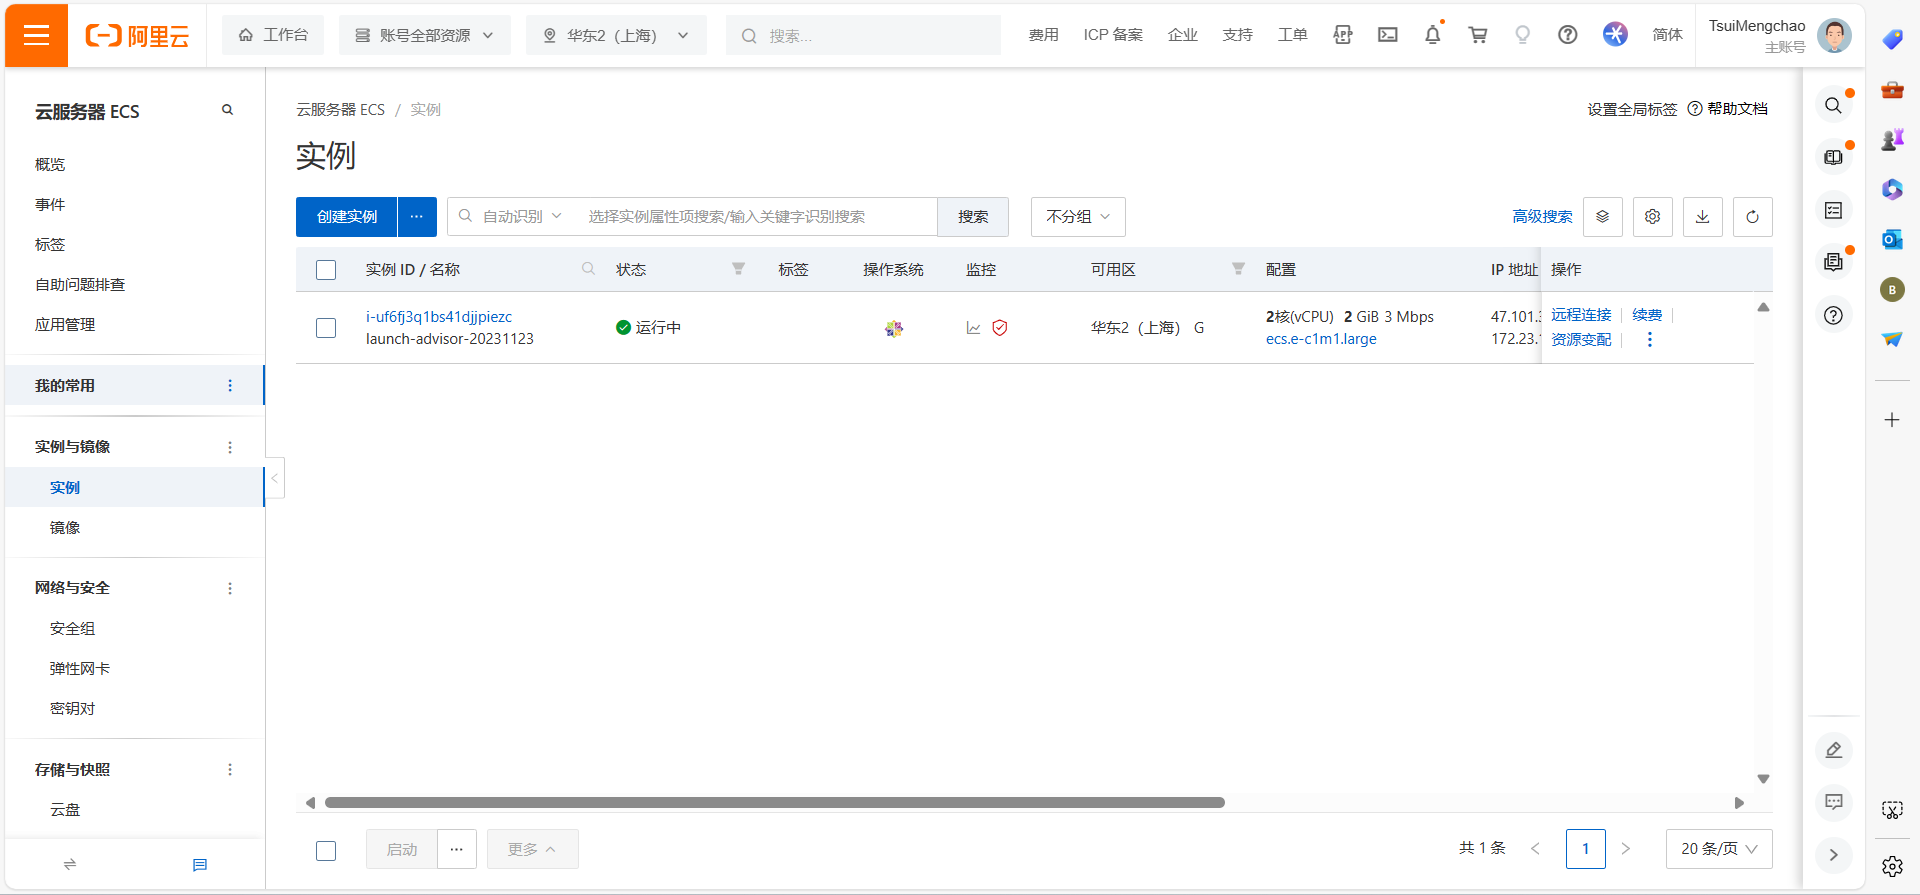 阿里云
工作台
账号全部资源
华东2（上海）
搜索...
费用
ICP 备案
企业
支持
工单
APP
简体
TsuiMengchao
主账号
云服务器 ECS
概览
事件
标签
自助问题排查
应用管理
我的常用
实例与镜像
实例
镜像
网络与安全
安全组
弹性网卡
密钥对
存储与快照
云盘
云服务器 ECS / 实例
设置全局标签
帮助文档
实例
创建实例
自动识别
选择实例属性项搜索/输入关键字识别搜索
搜索
不分组
高级搜索
实例 ID / 名称
状态
标签
操作系统
监控
可用区
配置
IP 地址
操作
i-uf6fj3q1bs41djjpiezc
launch-advisor-20231123
运行中
华东2（上海） G
2核(vCPU) 2 GiB 3 Mbps
ecs.e-c1m1.large
47.101.
172.23.
远程连接
续费
资源变配
启动
更多
共 1 条
1
20 条/页
B